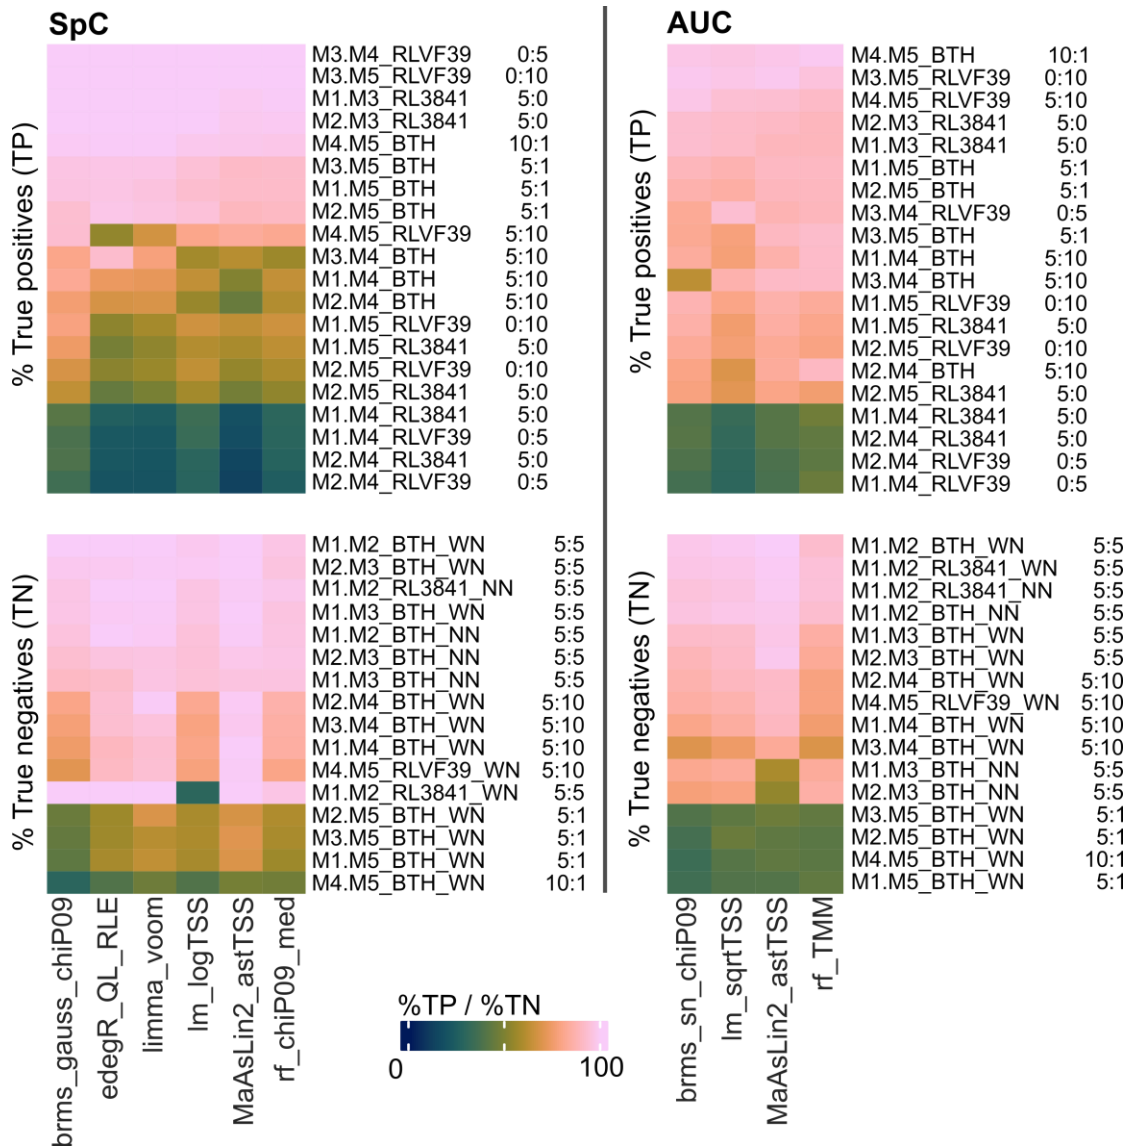 SpC
% True positives (TP)
M3.M4_RLVF39 0:5
M3.M5_RLVF39 0:10
M1.M3_RL3841 5:0
M2.M3_RL3841 5:0
M4.M5_BTH 10:1
M3.M5_BTH 5:1
M1.M5_BTH 5:1
M2.M5_BTH 5:1
M4.M5_RLVF39 5:10
M3.M4_BTH 5:10
M1.M4_BTH 5:10
M2.M4_BTH 5:10
M1.M5_RLVF39 0:10
M1.M5_RL3841 5:0
M2.M5_RLVF39 0:10
M2.M5_RL3841 5:0
M1.M4_RL3841 5:0
M1.M4_RLVF39 0:5
M2.M4_RL3841 5:0
M2.M4_RLVF39 0:5
% True negatives (TN)
M1.M2_BTH_WN 5:5
M2.M3_BTH_WN 5:5
M1.M2_RL3841_NN 5:5
M1.M3_BTH_WN 5:5
M1.M2_BTH_NN 5:5
M2.M3_BTH_NN 5:5
M1.M3_BTH_NN 5:5
M2.M4_BTH_WN 5:10
M3.M4_BTH_WN 5:10
M1.M4_BTH_WN 5:10
M4.M5_RLVF39_WN 5:10
M1.M2_RL3841_WN 5:5
M2.M5_BTH_WN 5:1
M3.M5_BTH_WN 5:1
M1.M5_BTH_WN 5:1
M4.M5_BTH_WN 10:1
brms_gauss_chiP09
edegR_QL_RLE
limma_voom
lm_logTSS
MaAsLin2_astTSS
rf_chiP09_med
AUC
% True positives (TP)
M4.M5_BTH 10:1
M3.M5_RLVF39 0:10
M4.M5_RLVF39 5:10
M2.M3_RL3841 5:0
M1.M3_RL3841 5:0
M1.M5_BTH 5:1
M2.M5_BTH 5:1
M3.M4_RLVF39 0:5
M3.M5_BTH 5:1
M1.M4_BTH 5:10
M3.M4_BTH 5:10
M1.M5_RLVF39 0:10
M1.M5_RL3841 5:0
M2.M5_RLVF39 0:10
M2.M4_BTH 5:10
M2.M5_RL3841 5:0
M1.M4_RL3841 5:0
M2.M4_RL3841 5:0
M2.M4_RLVF39 0:5
M1.M4_RLVF39 0:5
% True negatives (TN)
M1.M2_BTH_WN 5:5
M1.M2_RL3841_WN 5:5
M1.M2_RL3841_NN 5:5
M1.M2_BTH_NN 5:5
M1.M3_BTH_WN 5:5
M2.M3_BTH_WN 5:5
M2.M4_BTH_WN 5:10
M4.M5_RLVF39_WN 5:10
M1.M4_BTH_WN 5:10
M3.M4_BTH_WN 5:10
M1.M3_BTH_NN 5:5
M2.M3_BTH_NN 5:5
M3.M5_BTH_WN 5:1
M2.M5_BTH_WN 5:1
M4.M5_BTH_WN 10:1
M1.M5_BTH_WN 5:1
brms_sn_chiP09
lm_sqrtTSS
MaAsLin2_astTSS
rf_TMM
%TP / %TN
0 100